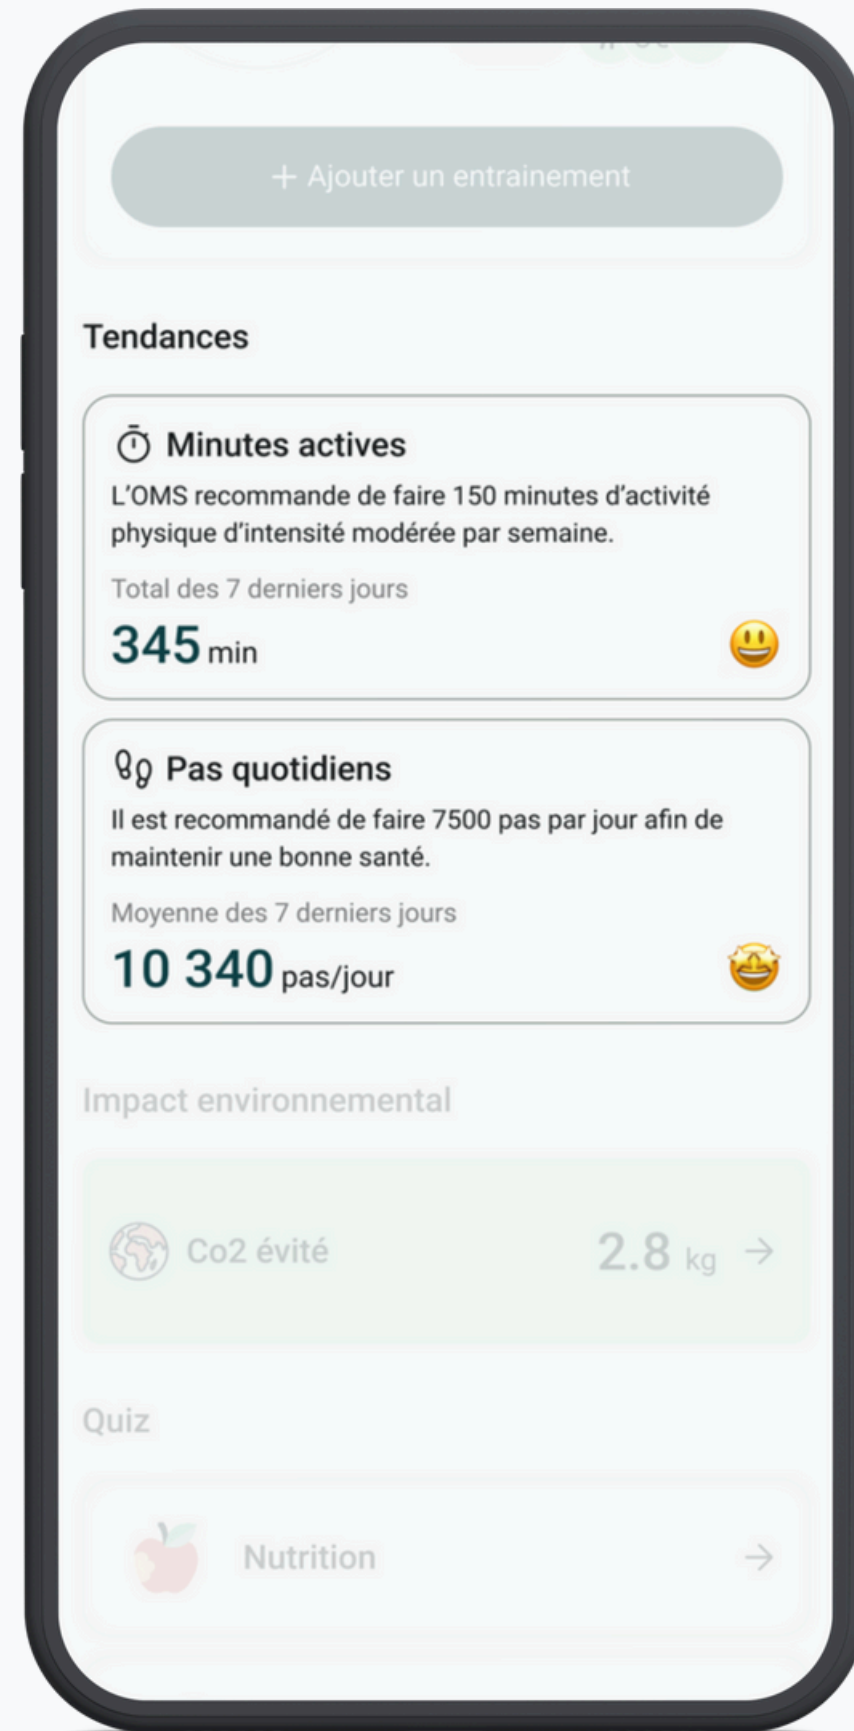 + Ajouter un entrainement
Tendances
Minutes actives
L’OMS recommande de faire 150 minutes d’activité
physique d’intensité modérée par semaine.
Total des 7 derniers jours
345 min
Pas quotidiens
Il est recommandé de faire 7500 pas par jour afin de
maintenir une bonne santé.
Moyenne des 7 derniers jours
10 340 pas/jour
Impact environnemental
Co2 évité 2.8 kg →
Quiz
Nutrition →